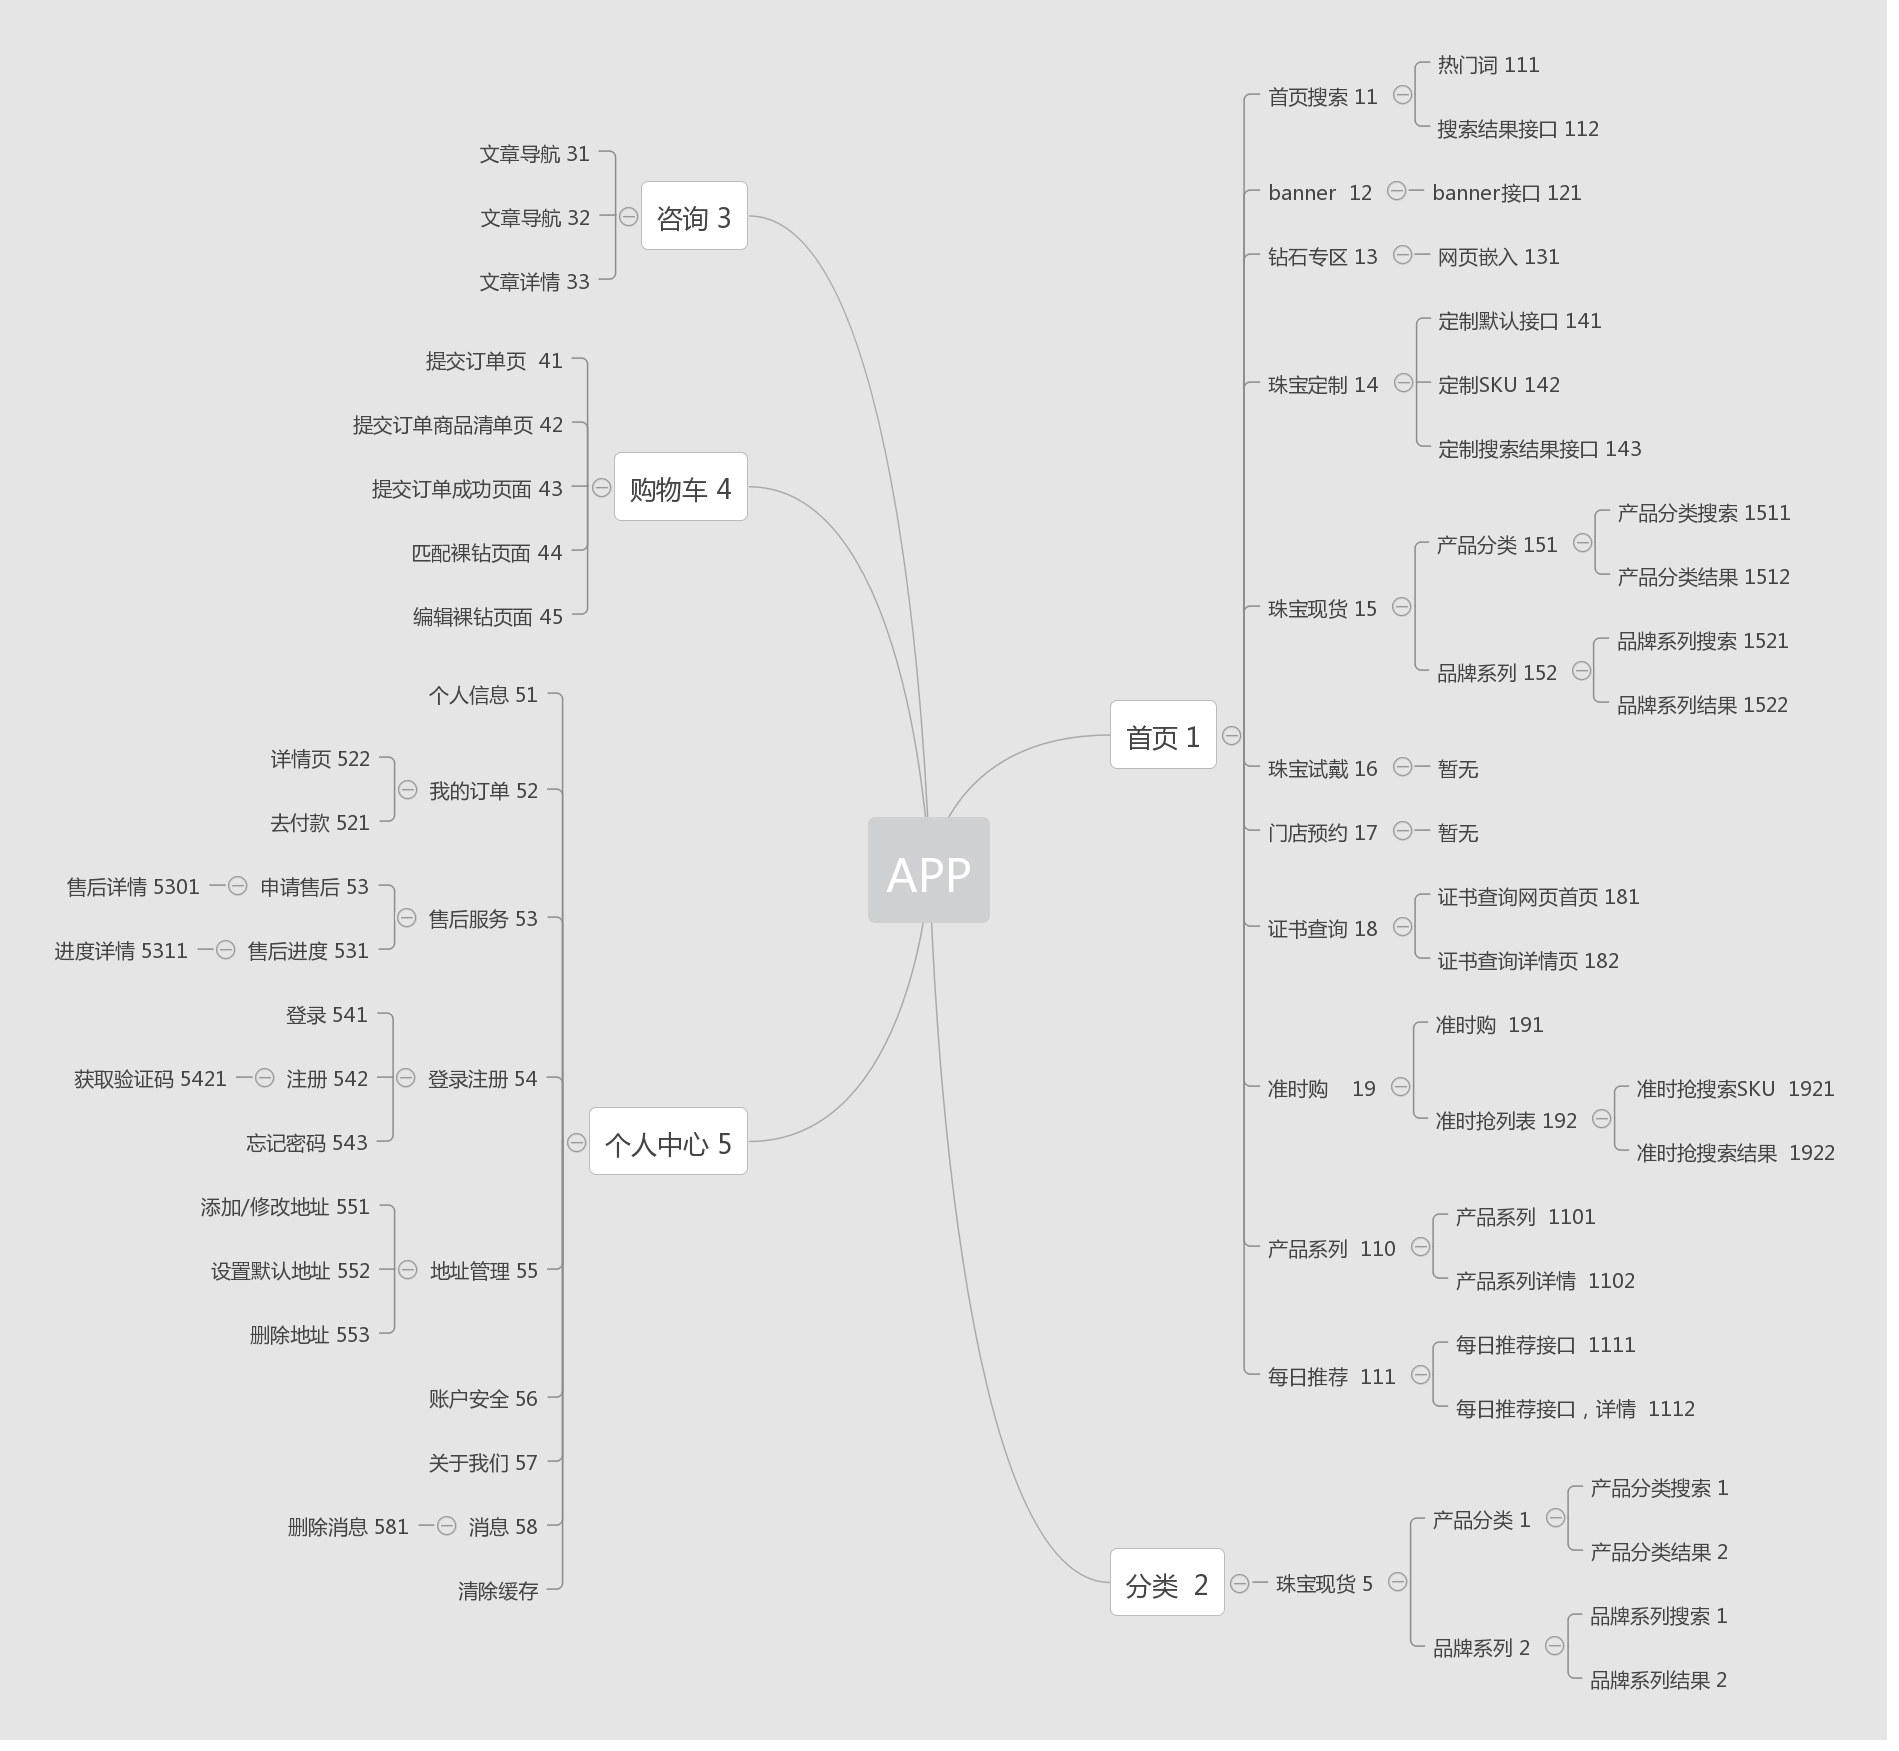 APP
首页 1
首页搜索 11
热门词 111
搜索结果接口 112
banner  12
banner接口 121
钻石专区 13
网页嵌入 131
珠宝定制 14
定制默认接口 141
定制SKU 142
定制搜索结果接口 143
珠宝现货 15
产品分类 151
产品分类搜索 1511
产品分类结果 1512
品牌系列 152
品牌系列搜索 1521
品牌系列结果 1522
珠宝试戴 16
暂无
门店预约 17
暂无
证书查询 18
证书查询网页首页 181
证书查询详情页 182
准时购    19
准时购  191
准时抢列表 192
准时抢搜索SKU  1921
准时抢搜索结果  1922
产品系列  110
产品系列  1101
产品系列详情  1102
每日推荐  111
每日推荐接口  1111
每日推荐接口，详情  1112
分类  2
珠宝现货 5
产品分类 1
产品分类搜索 1
产品分类结果 2
品牌系列 2
品牌系列搜索 1
品牌系列结果 2
咨询 3
文章导航 31
文章导航 32
文章详情 33
购物车 4
提交订单页  41
提交订单商品清单页 42
提交订单成功页面 43
匹配裸钻页面 44
编辑裸钻页面 45
个人中心 5
个人信息 51
我的订单 52
详情页 522
去付款 521
售后服务 53
申请售后 53
售后详情 5301
售后进度 531
进度详情 5311
登录注册 54
登录 541
注册 542
获取验证码 5421
忘记密码 543
地址管理 55
添加/修改地址 551
设置默认地址 552
删除地址 553
账户安全 56
关于我们 57
消息 58
删除消息 581
清除缓存